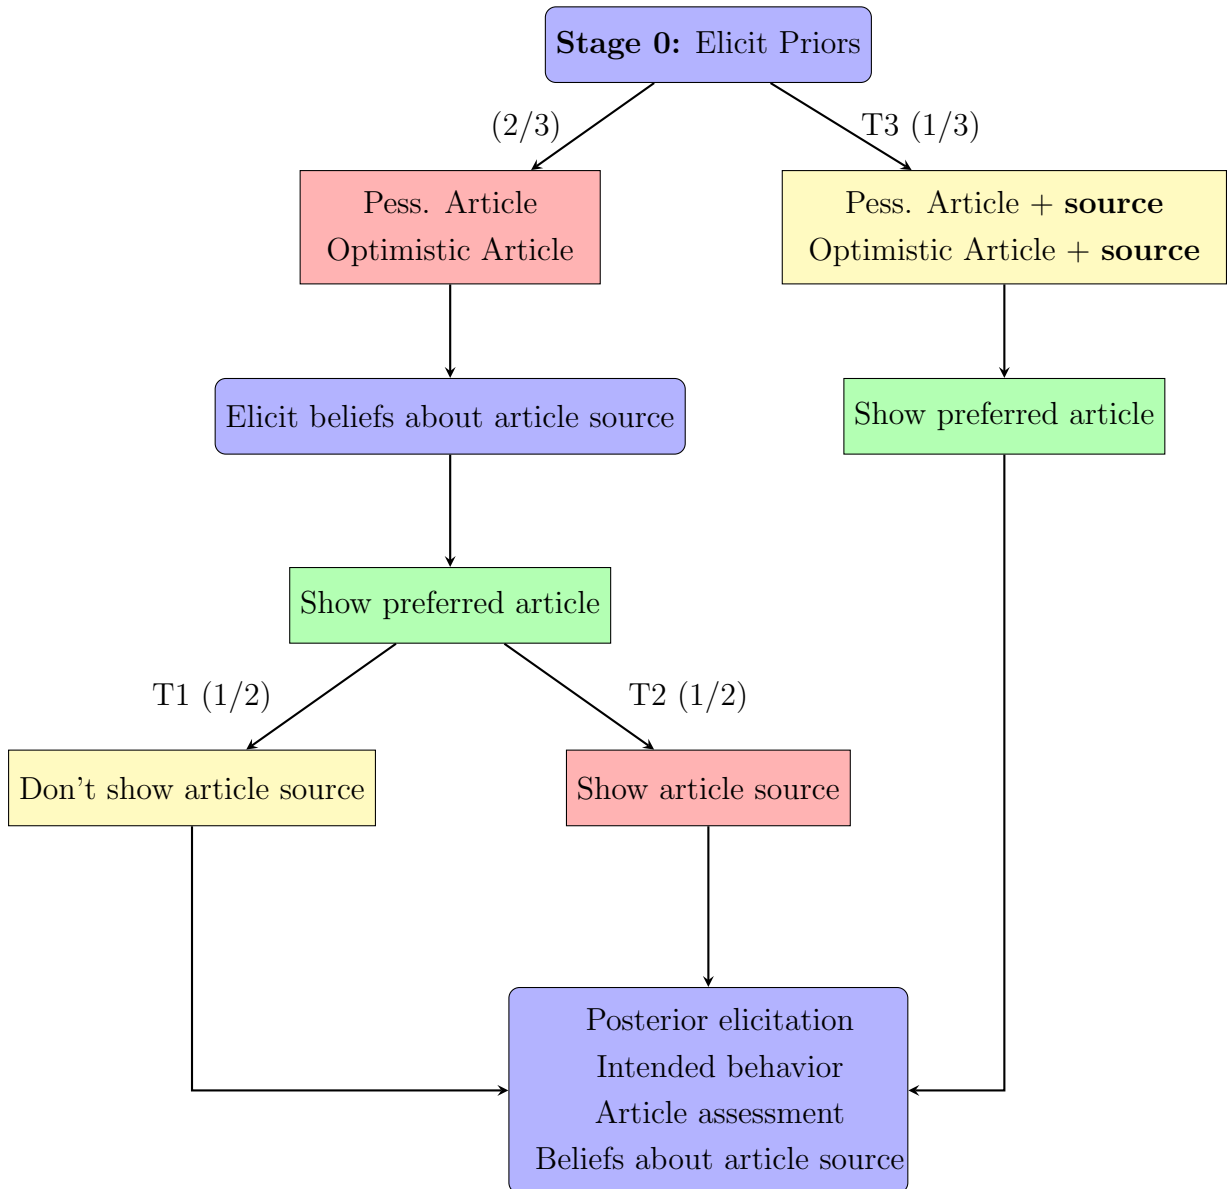 Stage 0: Elicit Priors
(2/3)
T3 (1/3)
Pess. Article
Optimistic Article
Pess. Article + source
Optimistic Article + source
Elicit beliefs about article source
Show preferred article
Show preferred article
T1 (1/2)
T2 (1/2)
Don't show article source
Show article source
Posterior elicitation
Intended behavior
Article assessment
Beliefs about article source